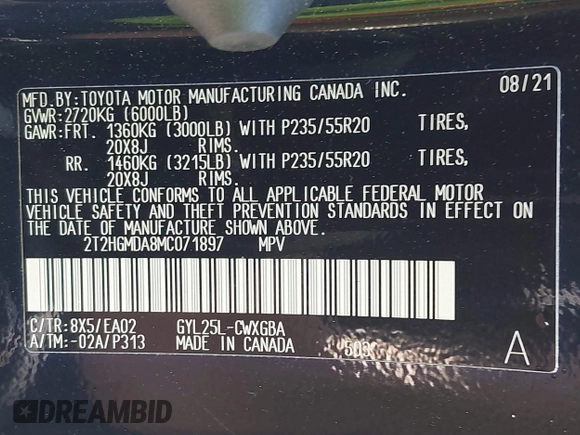 MFD.BY:TOYOTA MOTOR MANUFACTURING CANADA INC. 08/21
GVWR:2720KG (6000LB)
GAWR:FRT. 1360KG (3000LB) WITH P235/55R20 TIRES,
20X8J RIMS.
RR. 1460KG (3215LB) WITH P235/55R20 TIRES,
20X8J RIMS.
THIS VEHICLE CONFORMS TO ALL APPLICABLE FEDERAL MOTOR
VEHICLE SAFETY AND THEFT PREVENTION STANDARDS IN EFFECT ON
THE DATE OF MANUFACTURE SHOWN ABOVE.
2T2HGMDA8MC071897 MPV
C/TR:8X5/EA02 GYL25L-CWXGBA
A/TM:-02A/P313 MADE IN CANADA 503 A
DREAMBID